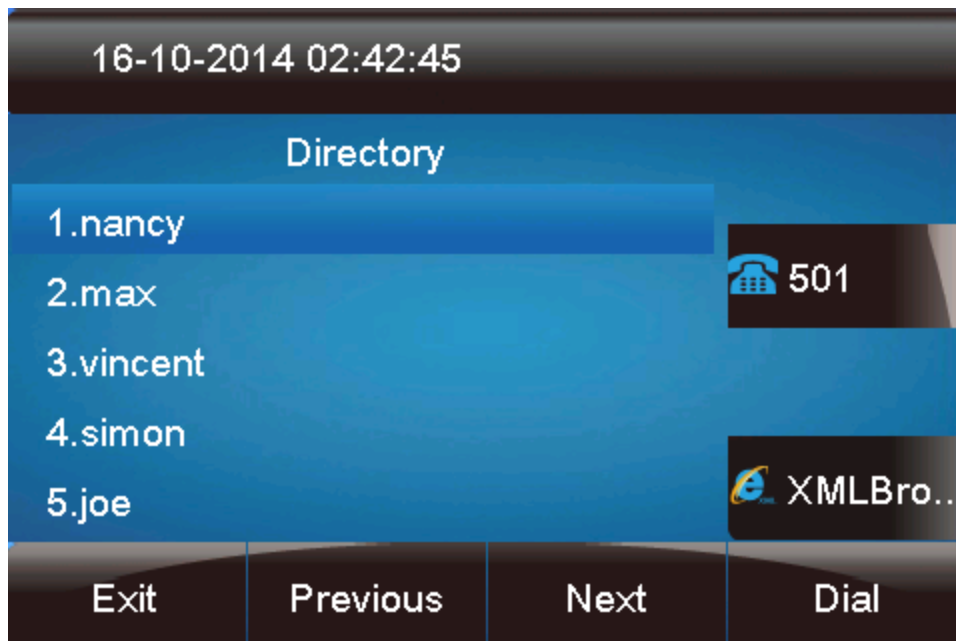 16-10-2014 02:42:45
Directory
1.nancy
2.max
3.vincent
4.simon
5.joe
501
XMLBro..
Exit
Previous
Next
Dial